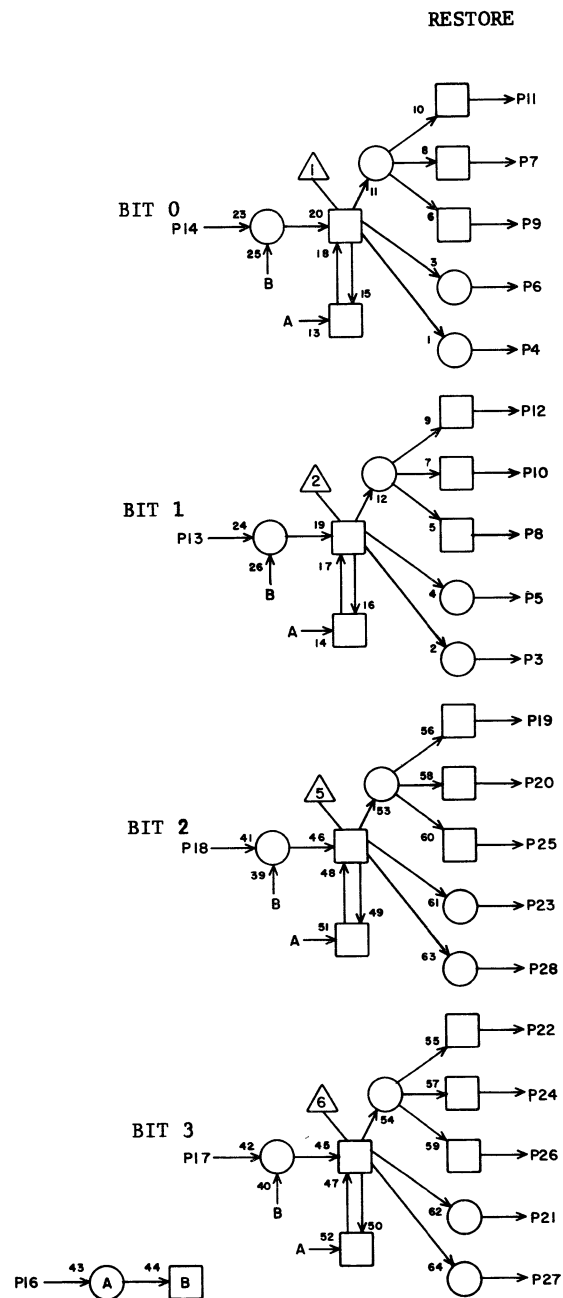 RESTORE
10
P11
8
P7
1
11
6
P9
BIT 0
P14
23
20
25
18
3
P6
B
15
A
13
1
P4
9
P12
7
P10
2
12
5
P8
BIT 1
P13
24
19
26
17
4
P5
B
16
A
14
2
P3
56
P19
58
P20
5
53
60
P25
BIT 2
P18
41
46
39
48
61
P23
B
49
A
51
63
P28
55
P22
57
P24
6
54
59
P26
BIT 3
P17
42
45
40
47
62
P21
B
50
A
52
64
P27
P16
43
A
44
B